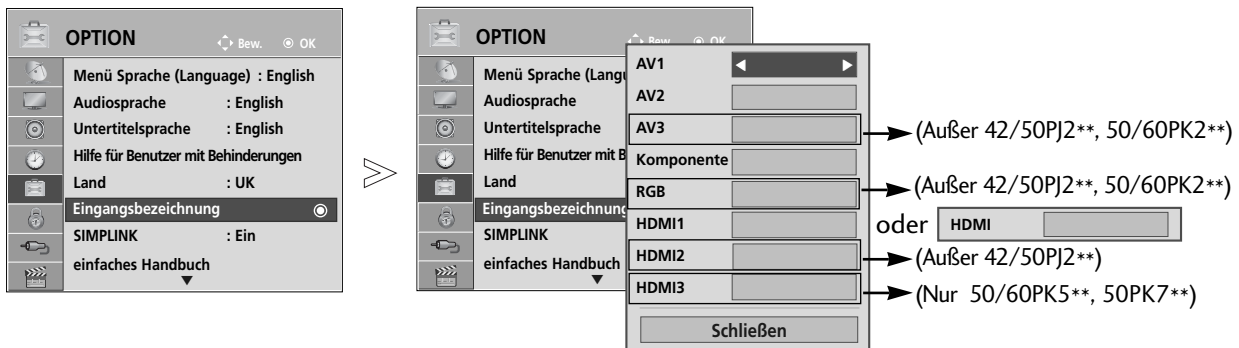 OPTION
Bew. OK
Menü Sprache (Language) : English
Audiosprache : English
Untertitelsprache : English
Hilfe für Benutzer mit Behinderungen
Land : UK
Eingangsbezeichnung
SIMPLINK : Ein
einfaches Handbuch
OPTION
Bew. OK
Menü Sprache (Langu
Audiosprache
Untertitelsprache
Hilfe für Benutzer mit B
Land
Eingangsbezeichnung
SIMPLINK
einfaches Handbuch
AV1
AV2
AV3 (Außer 42/50PJ2**, 50/60PK2**)
Komponente
RGB (Außer 42/50PJ2**, 50/60PK2**)
HDMI1 oder HDMI
HDMI2 (Außer 42/50PJ2**)
HDMI3 (Nur 50/60PK5**, 50PK7**)
Schließen